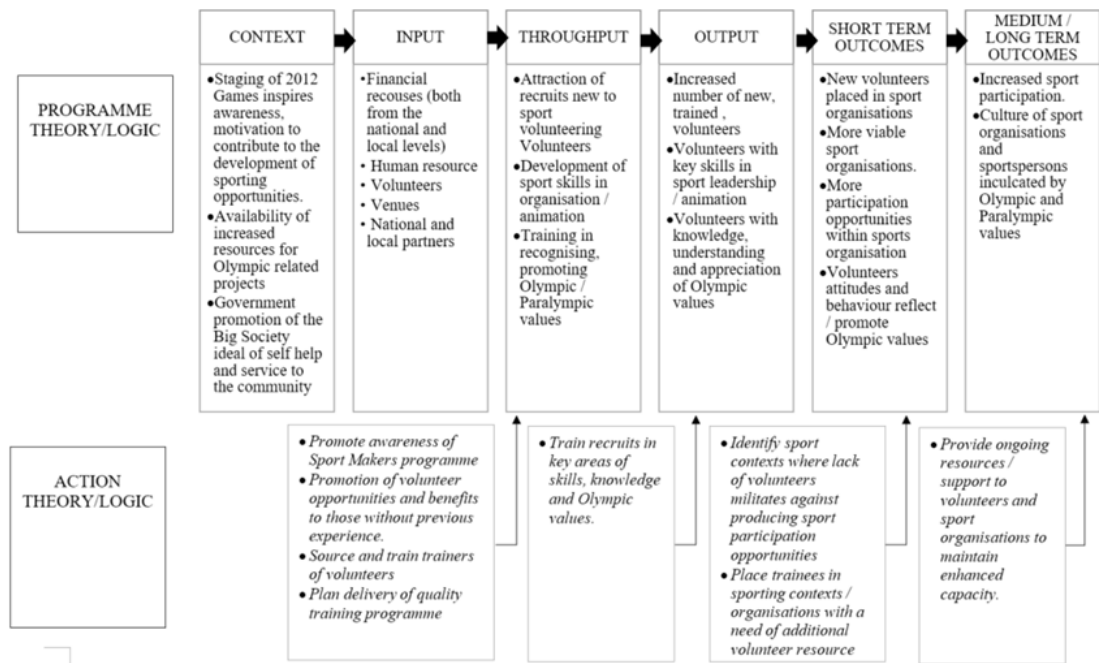 CONTEXT
INPUT
THROUGHPUT
OUTPUT
SHORT TERM
OUTCOMES
MEDIUM /
LONG TERM
OUTCOMES
PROGRAMME
THEORY/LOGIC
●Staging of 2012
Games inspires
awareness,
motivation to
contribute to the
development of
sporting
opportunities.
●Availability of
increased
resources for
Olympic related
projects
●Government
promotion of the
Big Society
ideal of self help
and service to
the community
• Financial
recouses (both
from the
national and
local levels)
• Human resource
• Volunteers
• Venues
• National and
local partners
●Attraction of
recruits new to
sport
volunteering
Volunteers
●Development of
sport skills in
organisation /
animation
●Training in
recognising,
promoting
Olympic /
Paralympic
values
●Increased
number of new,
trained ,
volunteers
●Volunteers with
key skills in
sport leadership
/ animation
●Volunteers with
knowledge,
understanding
and appreciation
of Olympic
values
●New volunteers
placed in sport
organisations
●More viable
sport
organisations.
●More
participation
opportunities
within sports
organisation
●Volunteers
attitudes and
behaviour reflect
/ promote
Olympic values
●Increased sport
participation.
●Culture of sport
organisations
and
sportspersons
inculcated by
Olympic and
Paralympic
values
ACTION
THEORY/LOGIC
● Promote awareness of
Sport Makers programme
● Promotion of volunteer
opportunities and benefits
to those without previous
experience.
● Source and train trainers
of volunteers
● Plan delivery of quality
training programme
● Train recruits in
key areas of
skills, knowledge
and Olympic
values.
● Identify sport
contexts where lack
of volunteers
militates against
producing sport
participation
opportunities
● Place trainees in
sporting contexts /
organisations with a
need of additional
volunteer resource
● Provide ongoing
resources /
support to
volunteers and
sport
organisations to
maintain
enhanced
capacity.